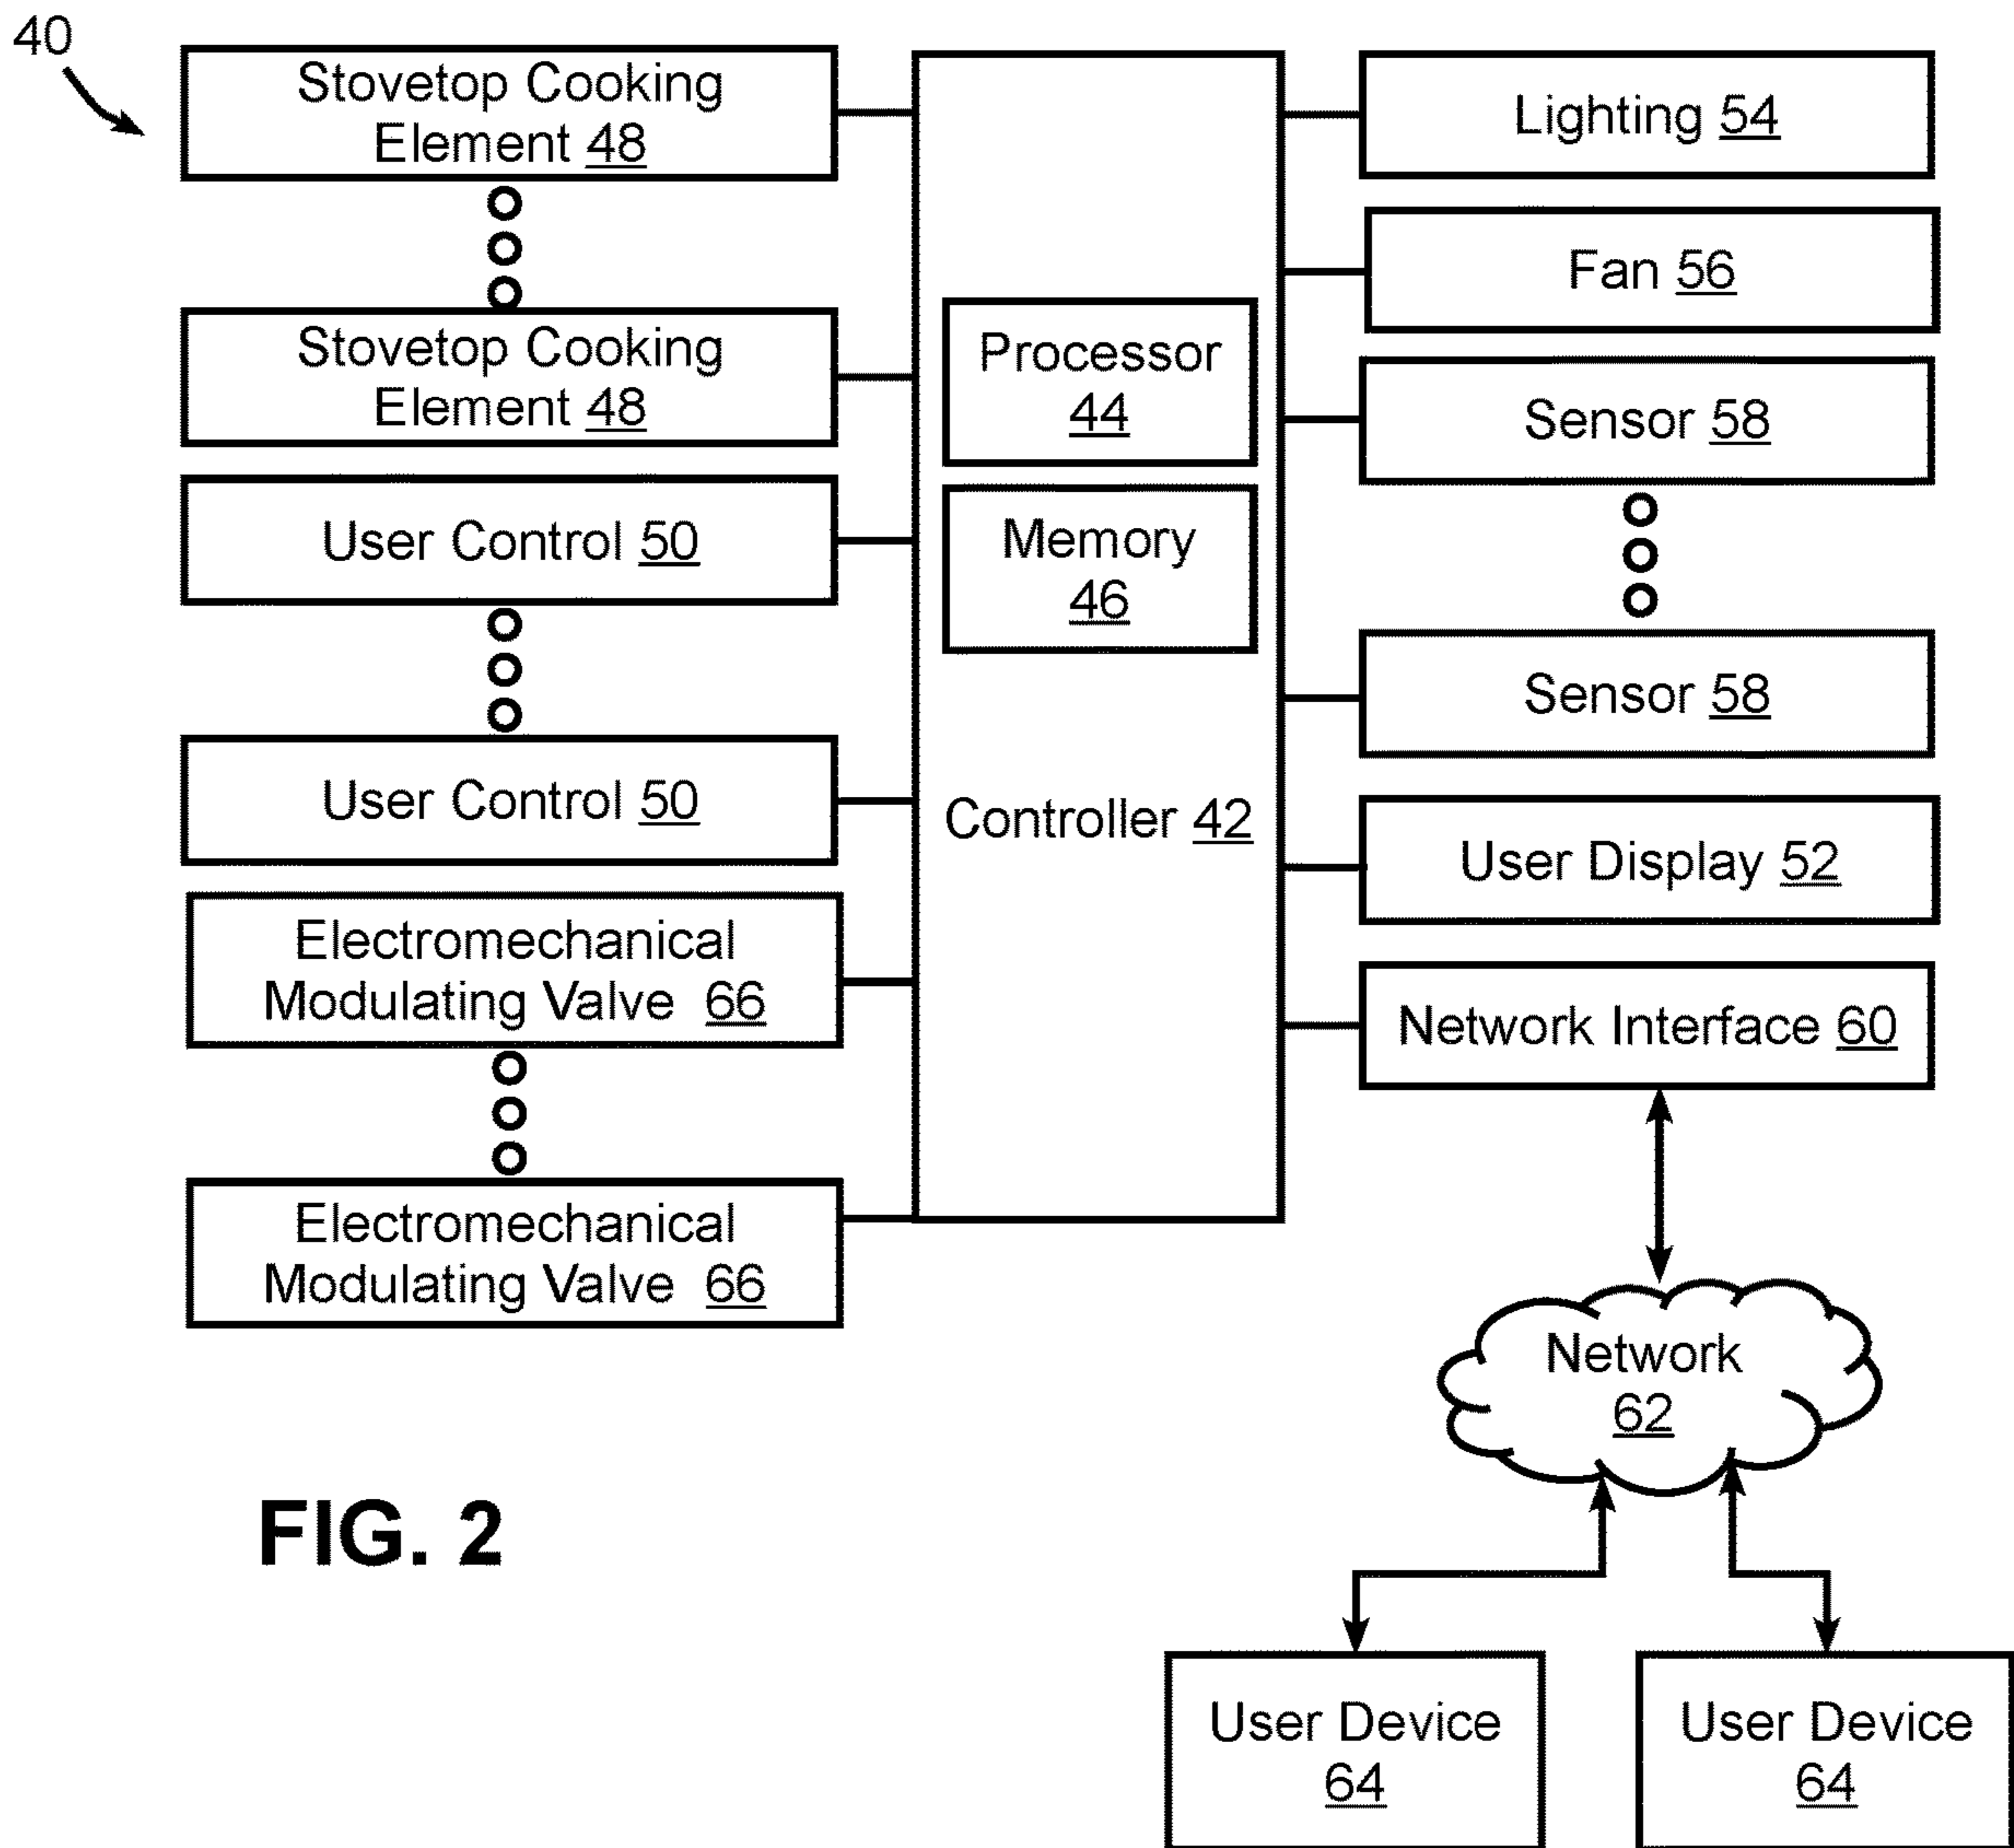 40
Stovetop Cooking
Element 48
Stovetop Cooking
Element 48
User Control 50
User Control 50
Electromechanical
Modulating Valve 66
Electromechanical
Modulating Valve 66
Processor
44
Memory
46
Controller 42
Lighting 54
Fan 56
Sensor 58
Sensor 58
User Display 52
Network Interface 60
Network
62
User Device
64
User Device
64
FIG. 2